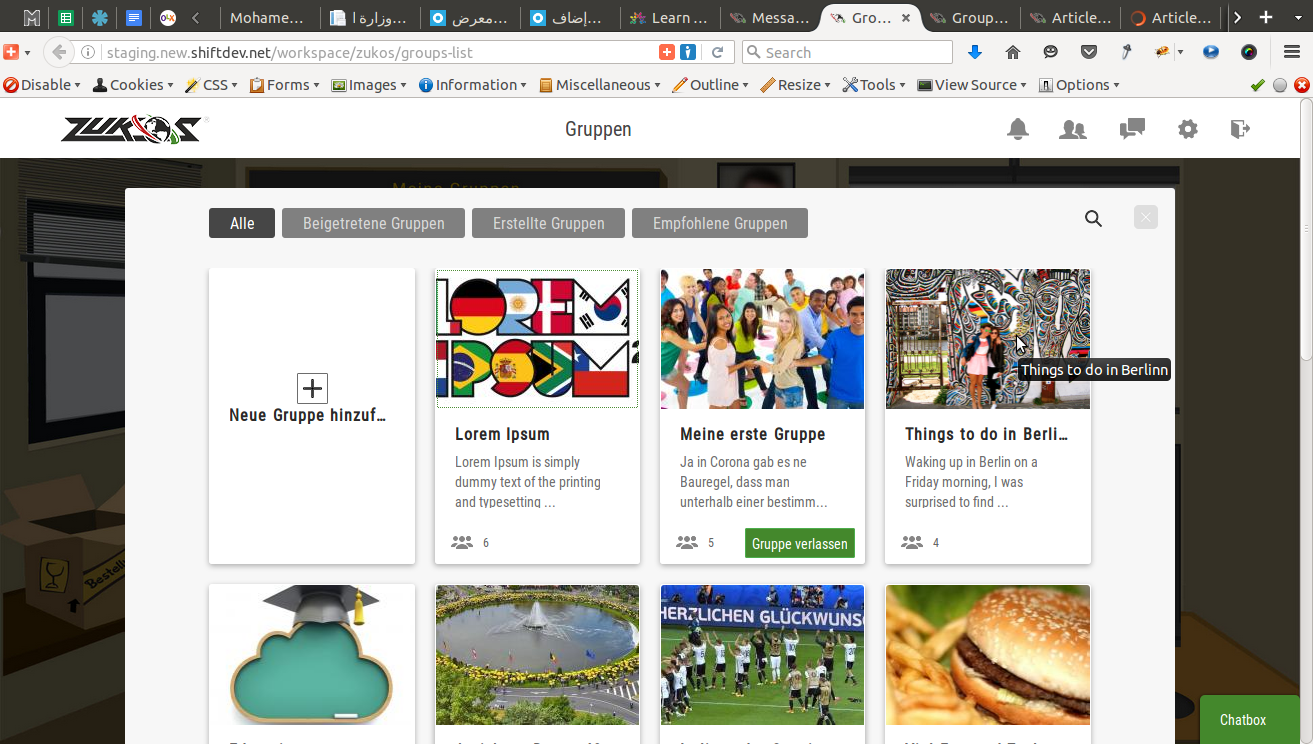 Mohame…
وزارة ا…
معرض…
إضاف…
Learn …
Messa…
Gro…
Group…
Article…
Article…
staging.new.shiftdev.net/workspace/zukos/groups-list
Search
Disable
Cookies
CSS
Forms
Images
Information
Miscellaneous
Outline
Resize
Tools
View Source
Options
ZUKOS
Gruppen
Meine Gruppen
Alle
Beigetretene Gruppen
Erstellte Gruppen
Empfohlene Gruppen
Neue Gruppe hinzuf…
LOREM
IPSUM
Lorem Ipsum
Lorem Ipsum is simply
dummy text of the printing
and typesetting ...
6
Meine erste Gruppe
Ja in Corona gab es ne
Bauregel, dass man
unterhalb einer bestimm...
5
Gruppe verlassen
Things to do in Berlinn
Things to do in Berli…
Waking up in Berlin on a
Friday morning, I was
surprised to find ...
4
HERZLICHEN GLÜCKWUNS
Bestell
Chatbox